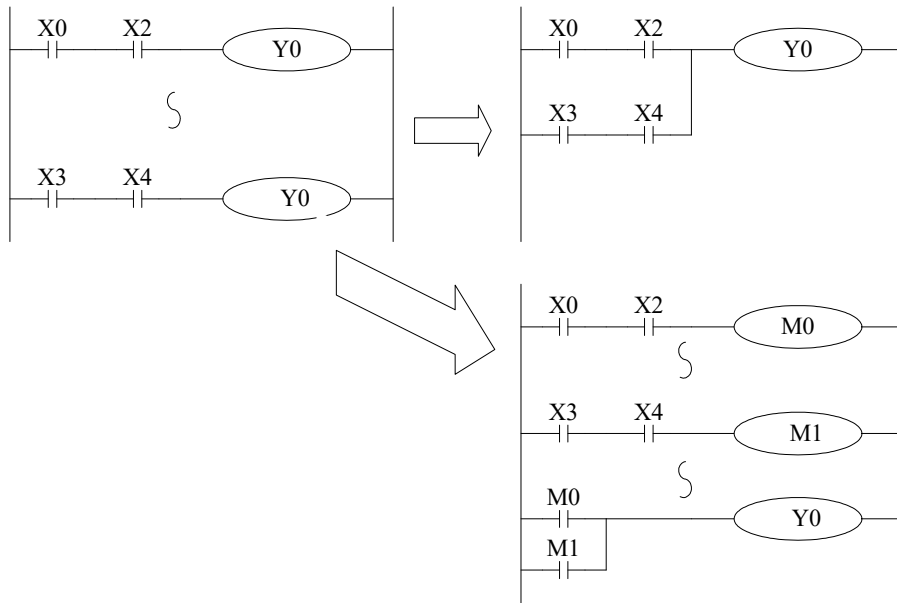 X0 X2 Y0
X3 X4 Y0
X0 X2 Y0
X3 X4
X0 X2 M0
X3 X4 M1
M0 Y0
M1